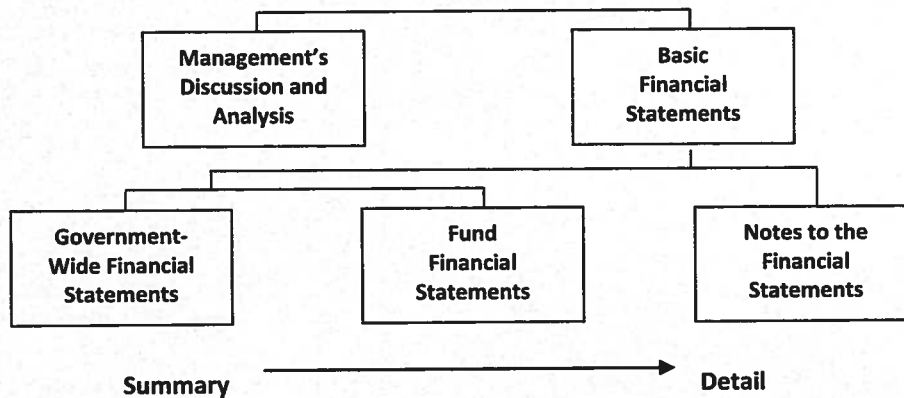 Management's
Discussion and
Analysis
Basic
Financial
Statements
Government-
Wide Financial
Statements
Fund
Financial
Statements
Notes to the
Financial
Statements
Summary
Detail